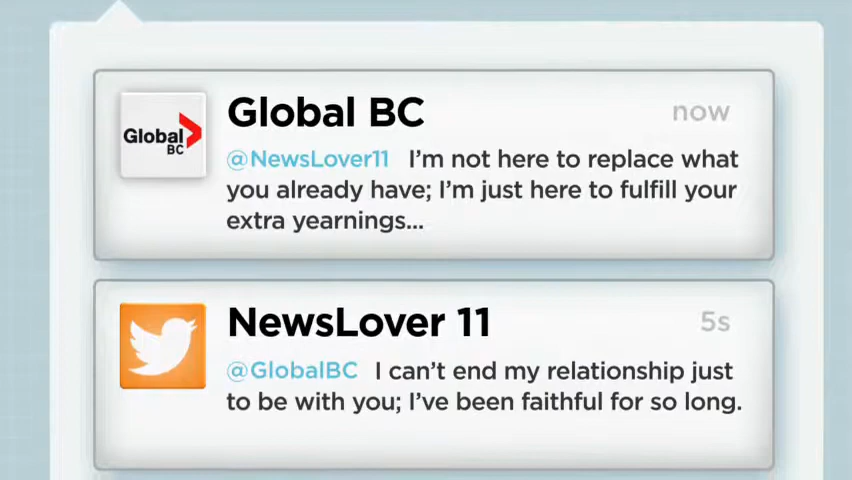 Global BC
now
Global
BC
@NewsLover11 I'm not here to replace what
you already have; I'm just here to fulfill your
extra yearnings...
NewsLover 11
5s
@GlobalBC I can't end my relationship just
to be with you; I've been faithful for so long.